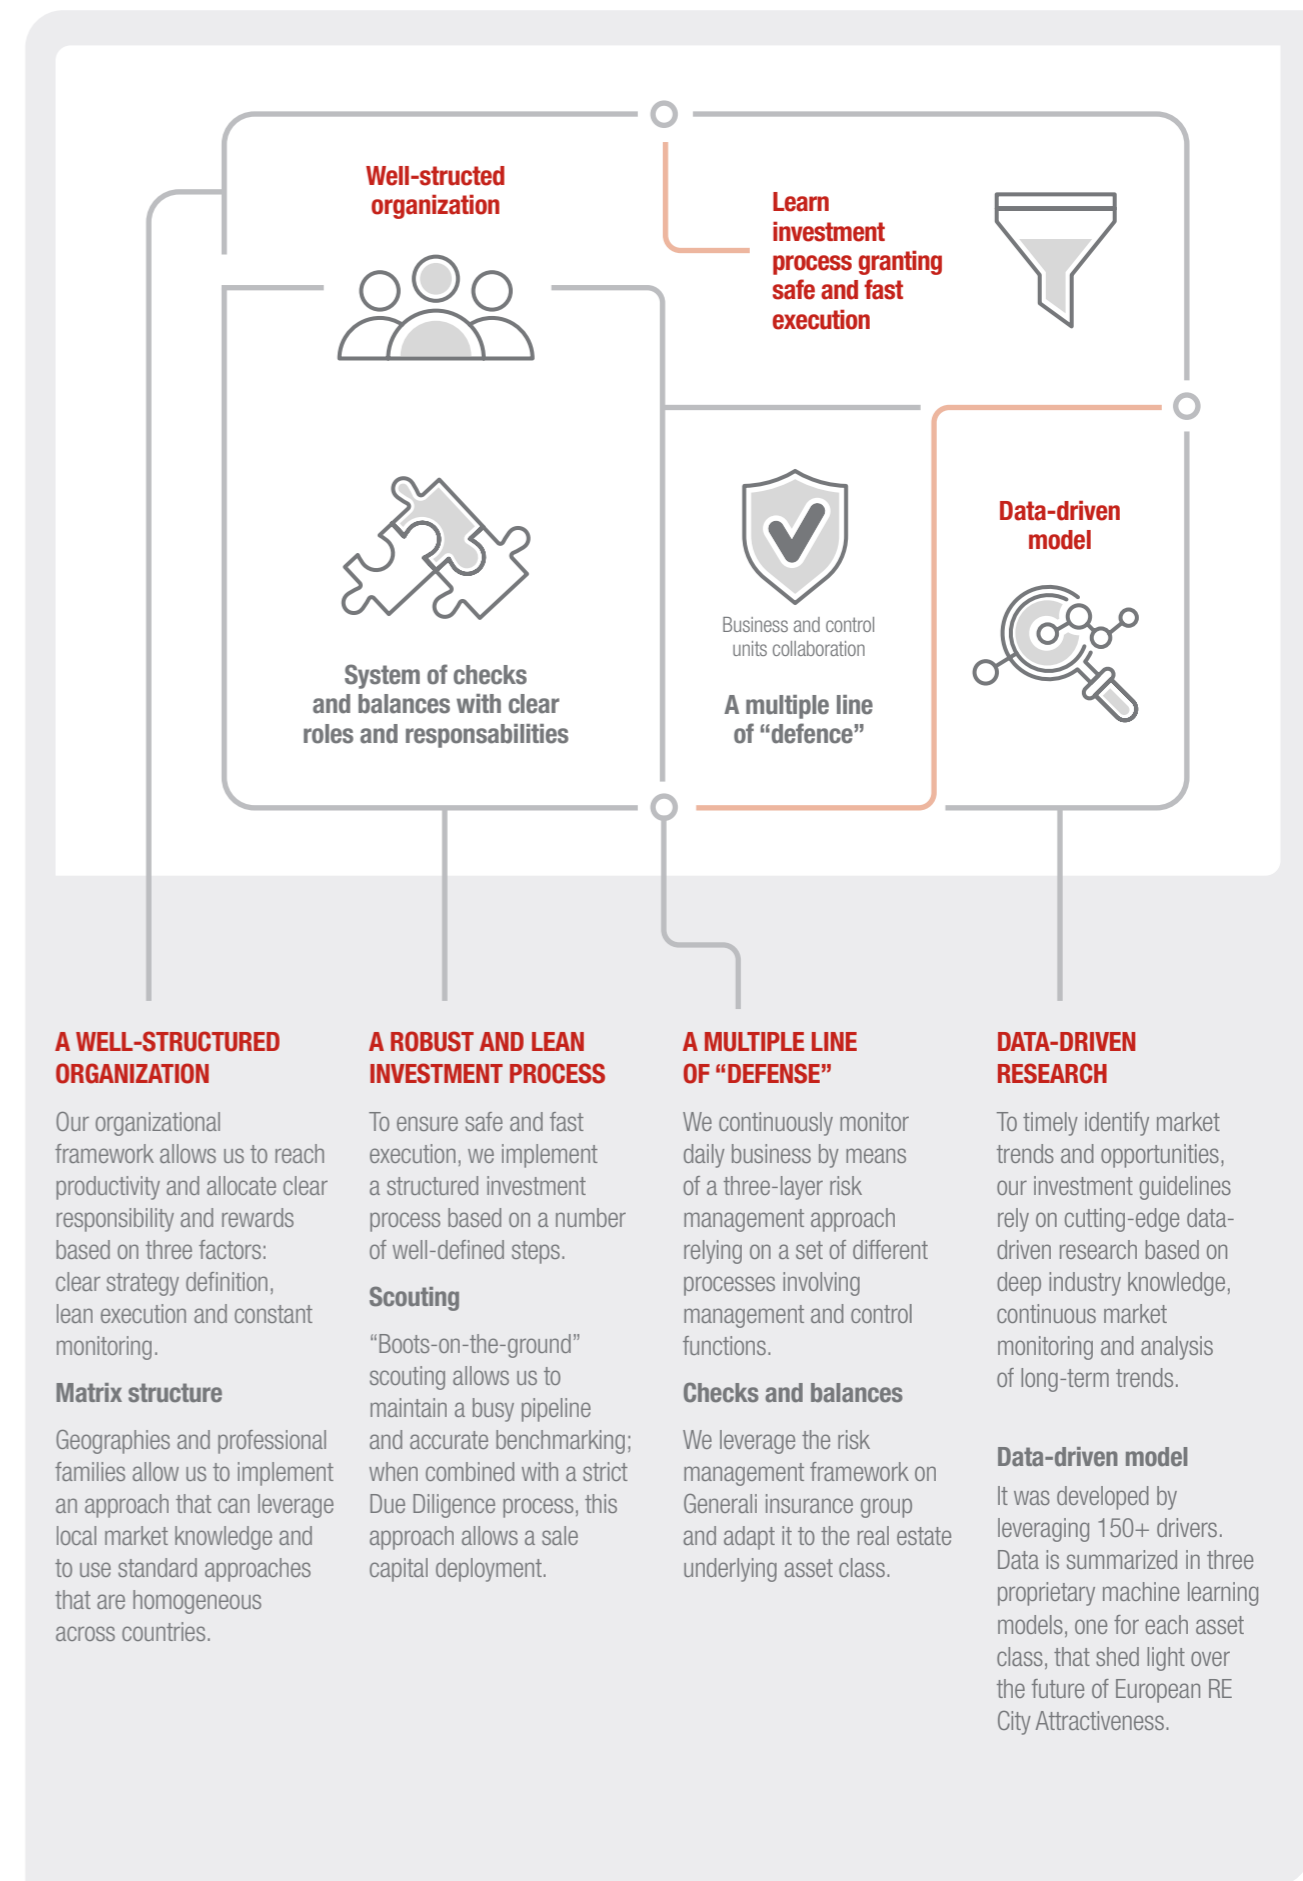 Well-structed
organization
Learn
investment
process granting
safe and fast
execution
System of checks
and balances with clear
roles and responsabilities
Business and control
units collaboration
A multiple line
of “defence”
Data-driven
model
A WELL-STRUCTURED
ORGANIZATION
Our organizational
framework allows us to reach
productivity and allocate clear
responsibility and rewards
based on three factors:
clear strategy definition,
lean execution and constant
monitoring.
Matrix structure
Geographies and professional
families allow us to implement
an approach that can leverage
local market knowledge and
to use standard approaches
that are homogeneous
across countries.
A ROBUST AND LEAN
INVESTMENT PROCESS
To ensure safe and fast
execution, we implement
a structured investment
process based on a number
of well-defined steps.
Scouting
“Boots-on-the-ground”
scouting allows us to
maintain a busy pipeline
and accurate benchmarking;
when combined with a strict
Due Diligence process, this
approach allows a sale
capital deployment.
A MULTIPLE LINE
OF “DEFENSE”
We continuously monitor
daily business by means
of a three-layer risk
management approach
relying on a set of different
processes involving
management and control
functions.
Checks and balances
We leverage the risk
management framework on
Generali insurance group
and adapt it to the real estate
underlying asset class.
DATA-DRIVEN
RESEARCH
To timely identify market
trends and opportunities,
our investment guidelines
rely on cutting-edge data-
driven research based on
deep industry knowledge,
continuous market
monitoring and analysis
of long-term trends.
Data-driven model
It was developed by
leveraging 150+ drivers.
Data is summarized in three
proprietary machine learning
models, one for each asset
class, that shed light over
the future of European RE
City Attractiveness.